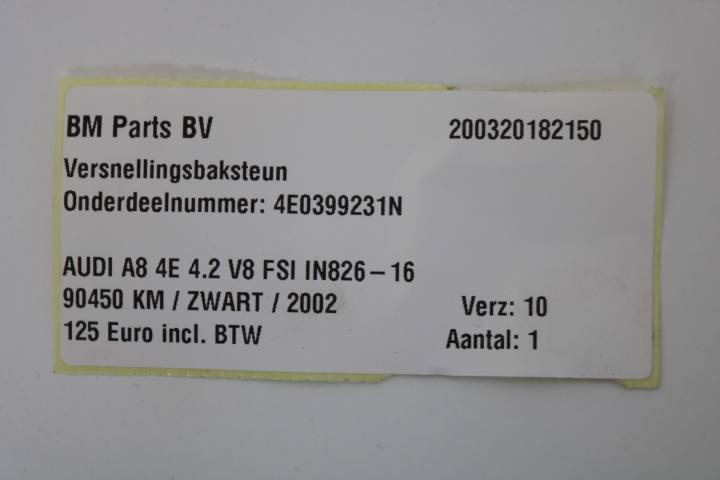 BM Parts BV 200320182150
Versnellingsbaksteun
Onderdeelnummer: 4E0399231N
AUDI A8 4E 4.2 V8 FSI IN826-16
90450 KM / ZWART / 2002 Verz: 10
125 Euro incl. BTW Aantal: 1